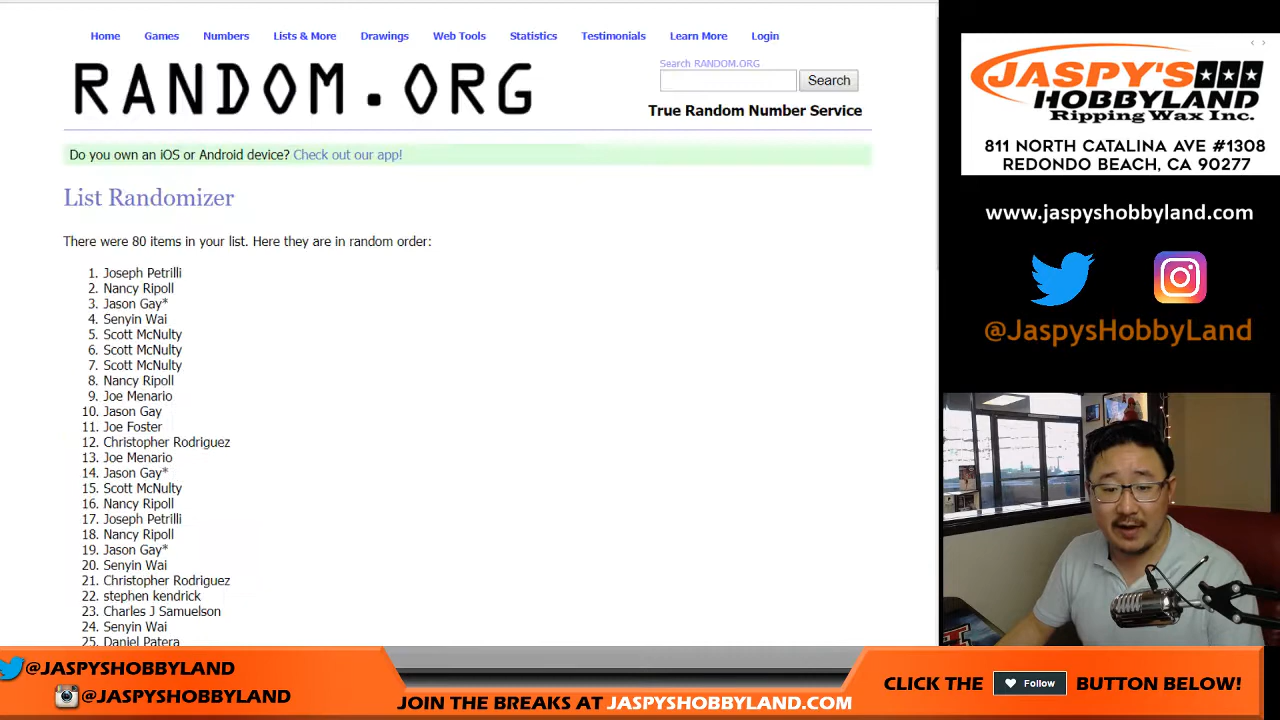 Home Games Numbers Lists & More Drawings Web Tools Statistics Testimonials Learn More Login
RANDOM.ORG
Search RANDOM.ORG
Search
True Random Number Service
Do you own an iOS or Android device? Check out our app!
List Randomizer
There were 80 items in your list. Here they are in random order:
1. Joseph Petrilli
2. Nancy Ripoll
3. Jason Gay*
4. Senyin Wai
5. Scott McNulty
6. Scott McNulty
7. Scott McNulty
8. Nancy Ripoll
9. Joe Menario
10. Jason Gay
11. Joe Foster
12. Christopher Rodriguez
13. Joe Menario
14. Jason Gay*
15. Scott McNulty
16. Nancy Ripoll
17. Joseph Petrilli
18. Nancy Ripoll
19. Jason Gay*
20. Senyin Wai
21. Christopher Rodriguez
22. stephen kendrick
23. Charles J Samuelson
24. Senyin Wai
25. Daniel Patera
JASPY'S
HOBBYLAND
Ripping Wax Inc.
811 NORTH CATALINA AVE #1308
REDONDO BEACH, CA 90277
www.jaspyshobbyland.com
@JaspysHobbyLand
@JASPYSHOBBYLAND
@JASPYSHOBBYLAND
JOIN THE BREAKS AT JASPYSHOBBYLAND.COM
CLICK THE Follow BUTTON BELOW!